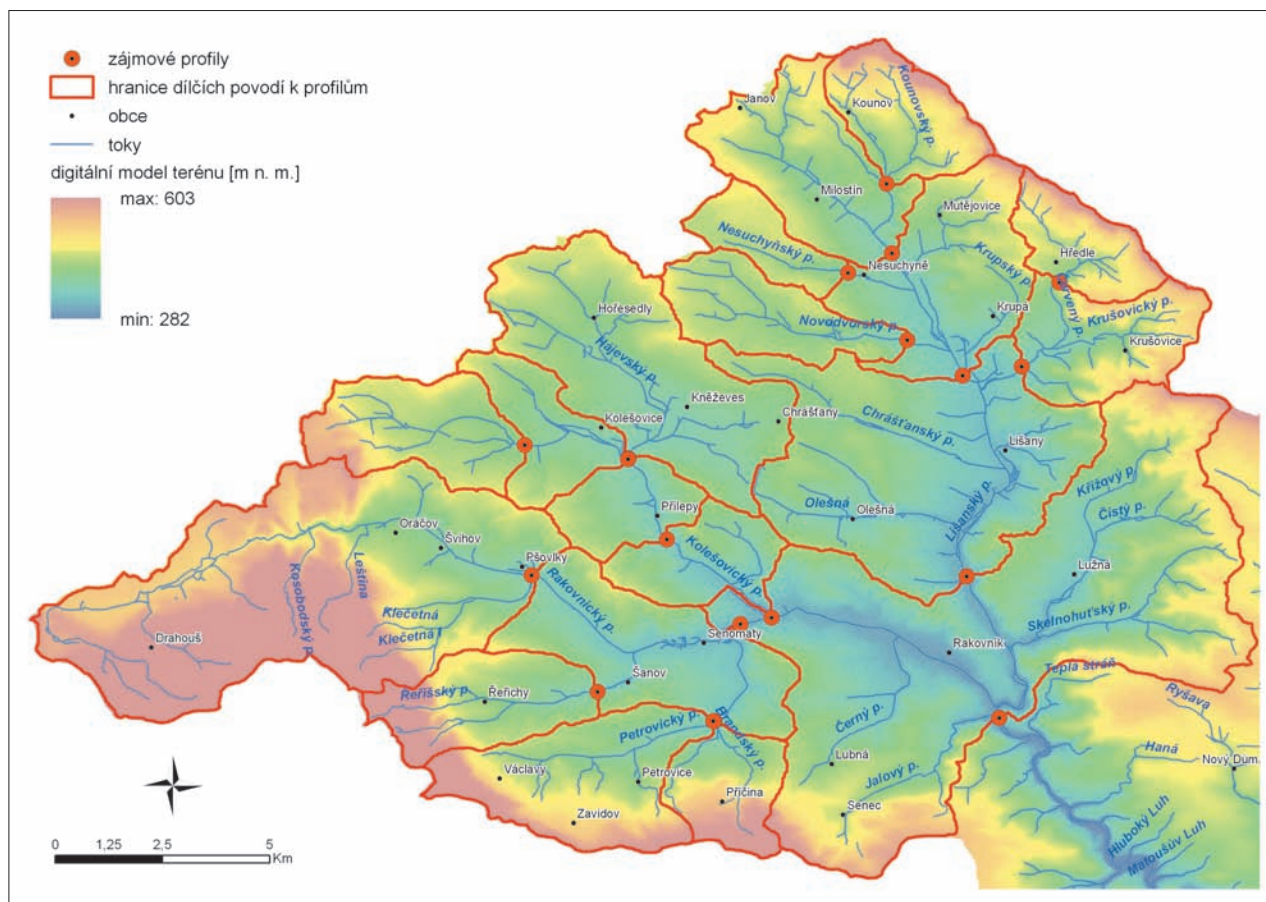 zájmové profily
hranice dílčích povodí k profilům
obce
toky
digitální model terénu [m n. m.]
max: 603
min: 282
Janov
Kounov
Kounovský p.
Milostín
Mutějovice
Nesuchyňský p.
Nesuchyně
Krupský p.
Hředle
Krupá
Krušovický p.
Krušovice
Hořesedly
Novodvorský p.
Hájevský p.
Kněževes
Kolešovice
Chrášťany
Chrášťanský p.
Lišany
Křížový p.
Čistý p.
Olešná
Olešná
Lišanský p.
Přílepy
Oráčov
Švihov
Pšovlky
Kolešovický p.
Lužná
Kosobodský p.
Leština
Rakovnický p.
Klečetná
Klečetná I
Skelnohuťský p.
Drahouš
Senomaty
Rakovník
Teplá stráň
Šanov
Řeřišský p.
Řeřichy
Ryšava
Petrovický p.
Černý p.
Haná
Nový Dům
Václavy
Petrovice
Lubná
Příčina
Jalový p.
Zavidov
Senec
Hluboký Luh
Matoušův Luh
0 1,25 2,5 5
Km